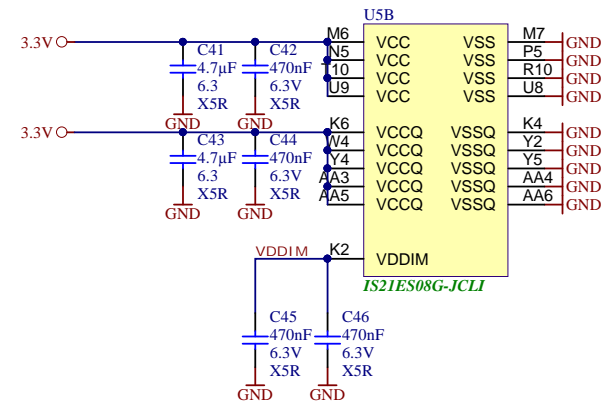 U5B
3.3V
C41
4.7µF
6.3
X5R
GND
C42
470nF
6.3V
X5R
GND
M6 VCC VSS M7 GND
N5 VCC VSS P5 GND
T10 VCC VSS R10 GND
U9 VCC VSS U8 GND
3.3V
C43
4.7µF
6.3
X5R
GND
C44
470nF
6.3V
X5R
GND
K6 VCCQ VSSQ K4 GND
W4 VCCQ VSSQ Y2 GND
Y4 VCCQ VSSQ Y5 GND
AA3 VCCQ VSSQ AA4 GND
AA5 VCCQ VSSQ AA6 GND
VDDIM K2 VDDIM
IS21ES08G-JCLI
C45
470nF
6.3V
X5R
GND
C46
470nF
6.3V
X5R
GND